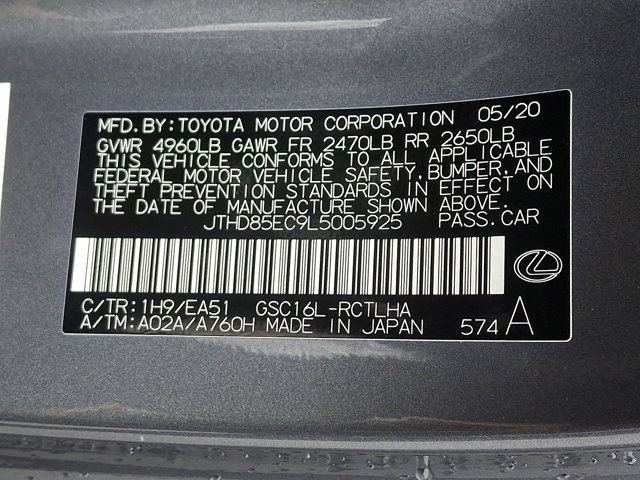 MFD. BY: TOYOTA MOTOR CORPORATION 05/20
GVWR 4960LB GAWR FR 2470LB RR 2650LB
THIS VEHICLE CONFORMS TO ALL APPLICABLE
FEDERAL MOTOR VEHICLE SAFETY, BUMPER, AND
THEFT PREVENTION STANDARDS IN EFFECT ON
THE DATE OF MANUFACTURE SHOWN ABOVE.
JTHD85EC9L5005925 PASS. CAR
C/TR: 1H9/EA51 GSC16L-RCTLHA
A/TM: A02A/A760H MADE IN JAPAN 574 A